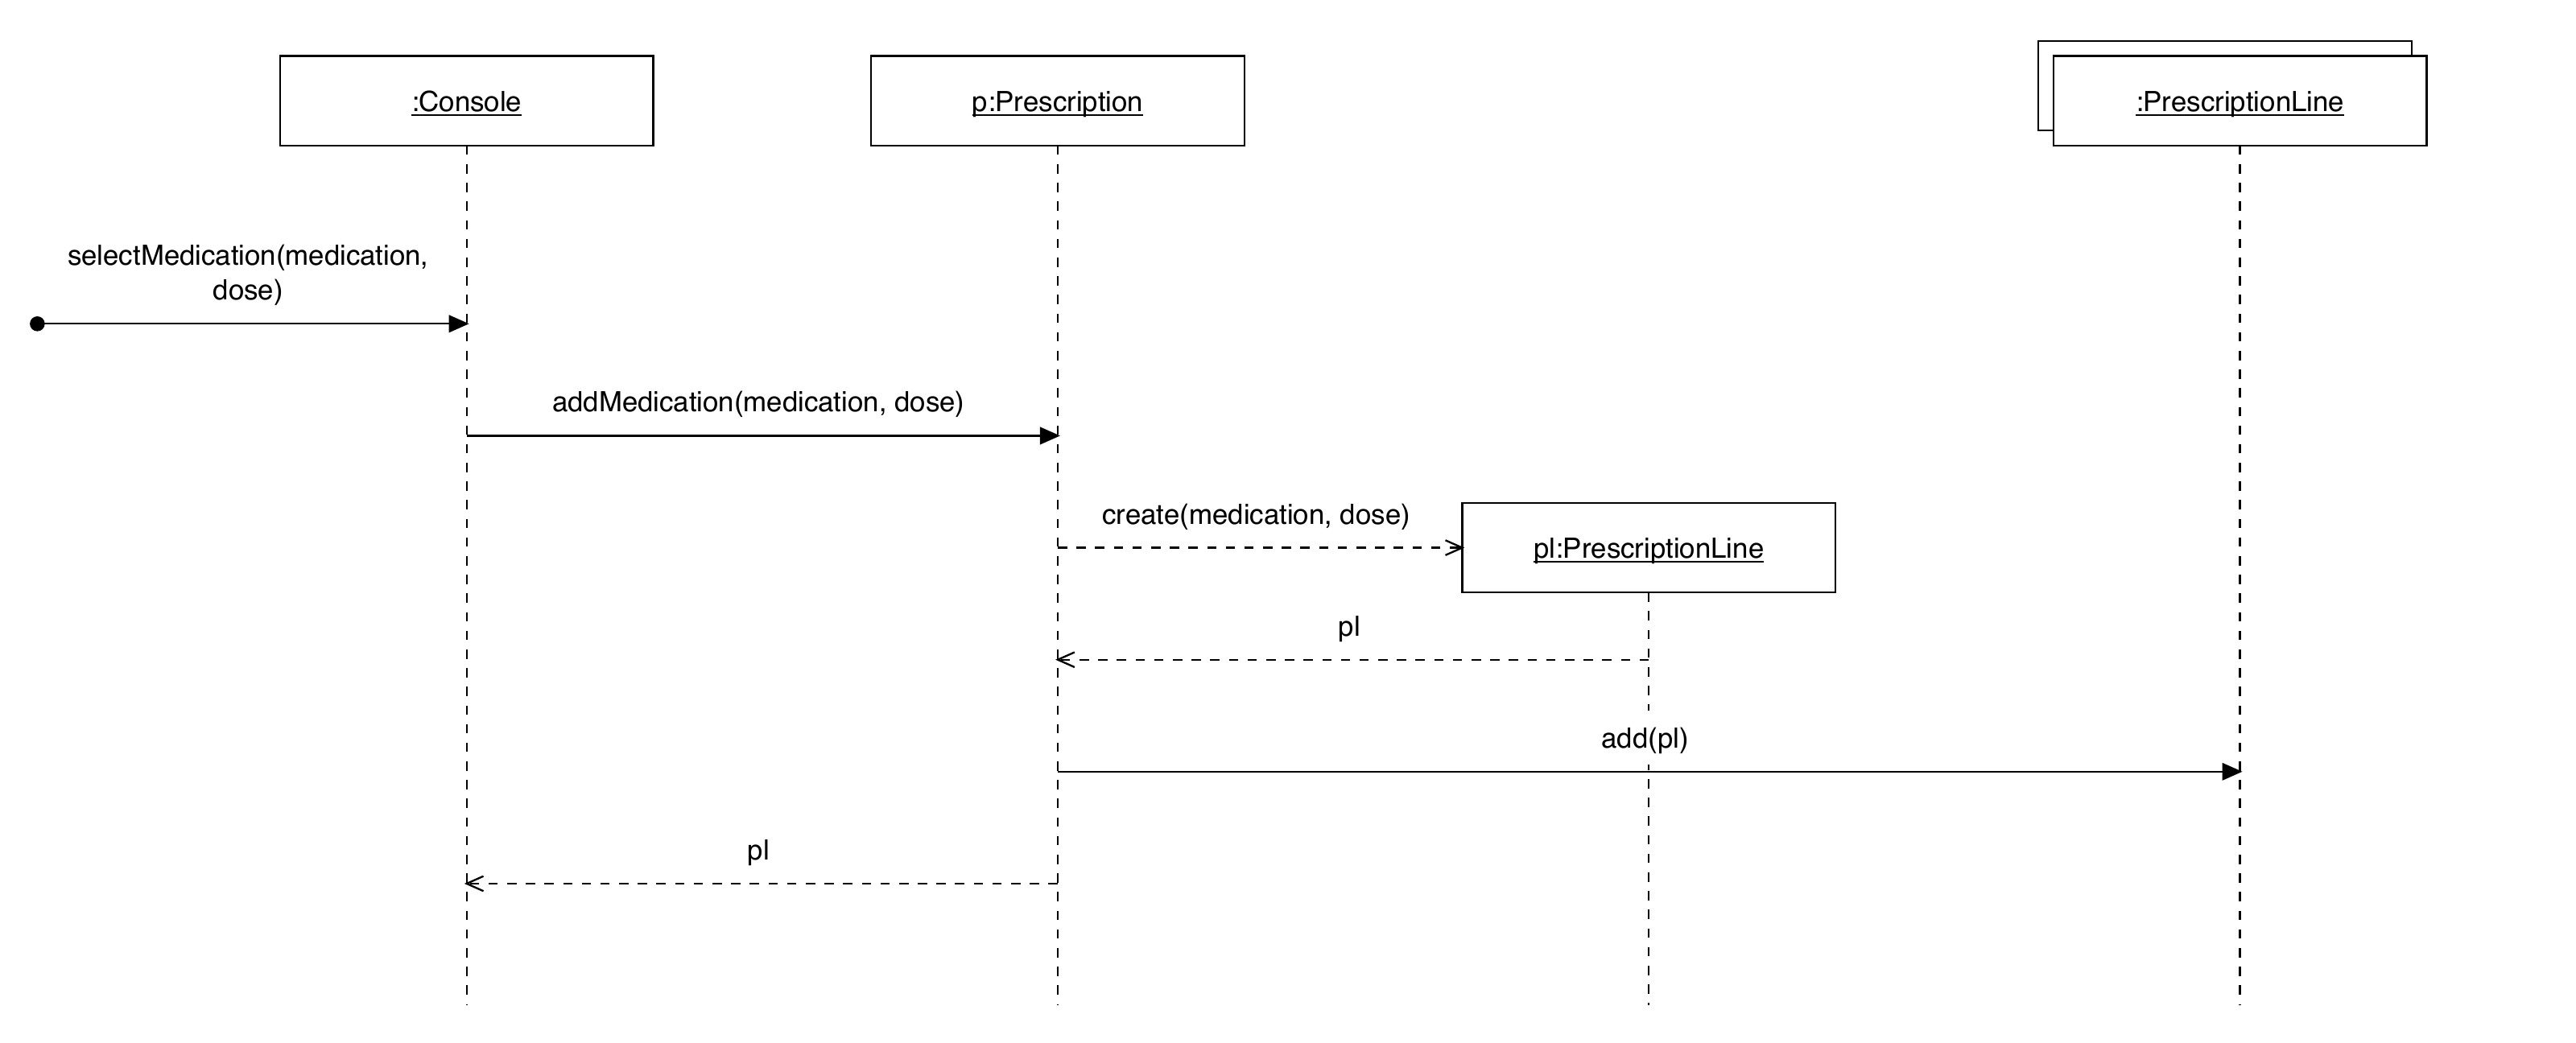 :Console
p:Prescription
:PrescriptionLine
selectMedication(medication,
dose)
addMedication(medication, dose)
create(medication, dose)
pl:PrescriptionLine
pl
add(pl)
pl